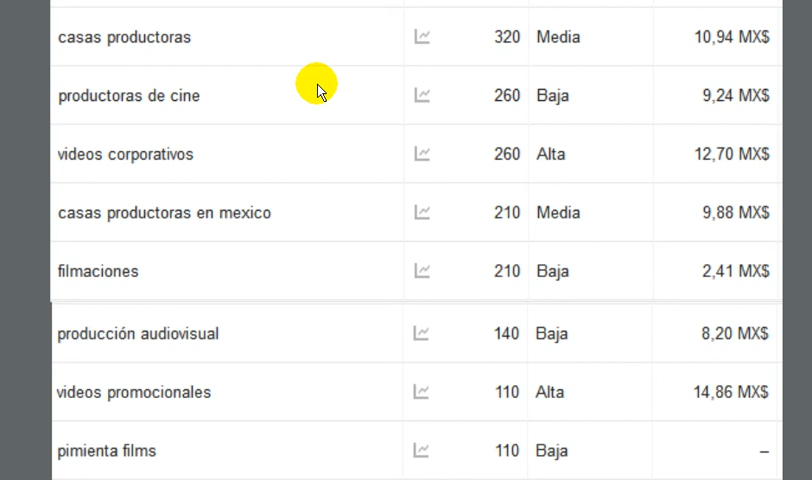 casas productoras 320 Media 10,94 MX$
productoras de cine 260 Baja 9,24 MX$
videos corporativos 260 Alta 12,70 MX$
casas productoras en mexico 210 Media 9,88 MX$
filmaciones 210 Baja 2,41 MX$
producción audiovisual 140 Baja 8,20 MX$
videos promocionales 110 Alta 14,86 MX$
pimienta films 110 Baja –